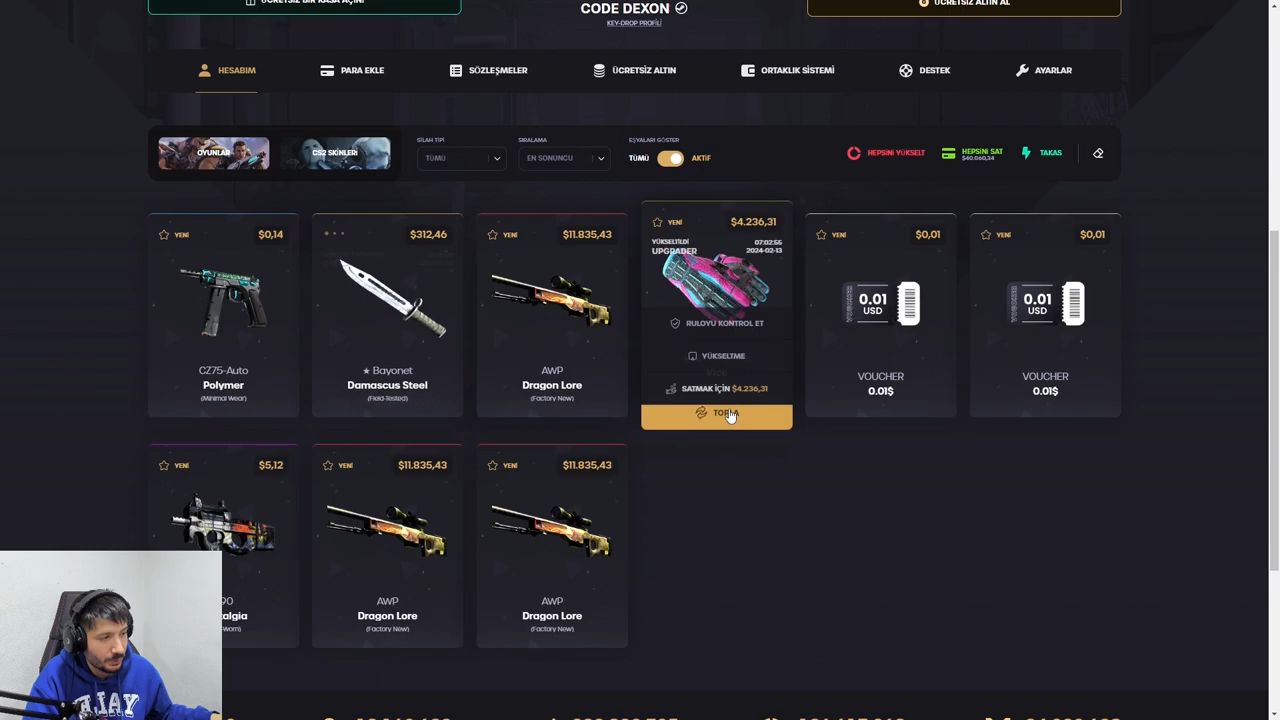 ÜCRETSİZ BİR KASA AÇIN!
CODE DEXON
KEY-DROP PROFİLİ
ÜCRETSİZ ALTIN AL
HESABIM
PARA EKLE
SÖZLEŞMELER
ÜCRETSİZ ALTIN
ORTAKLIK SİSTEMİ
DESTEK
AYARLAR
OYUNLAR
CS2 SKİNLERİ
SİLAH TİPİ
TÜMÜ
SIRALAMA
EN SONUNCU
EŞYALARI GÖSTER
TÜMÜ
AKTİF
HEPSİNİ YÜKSELT
HEPSİNİ SAT
$40.060,34
TAKAS
YENİ
$0,14
CZ75-Auto
Polymer
(Minimal Wear)
$312,46
★ Bayonet
Damascus Steel
(Field-Tested)
YENİ
$11.835,43
AWP
Dragon Lore
(Factory New)
YENİ
$4.236,31
YÜKSELTİLDİ
UPGRADER
07:02:55
2024-02-13
RULOYU KONTROL ET
YÜKSELTME
Vice
SATMAK İÇİN $4.236,31
YENİ
$0,01
0.01
USD
VOUCHER
0.01$
YENİ
$0,01
0.01
USD
VOUCHER
0.01$
YENİ
$5,12
YENİ
$11.835,43
AWP
Dragon Lore
(Factory New)
YENİ
$11.835,43
AWP
Dragon Lore
(Factory New)